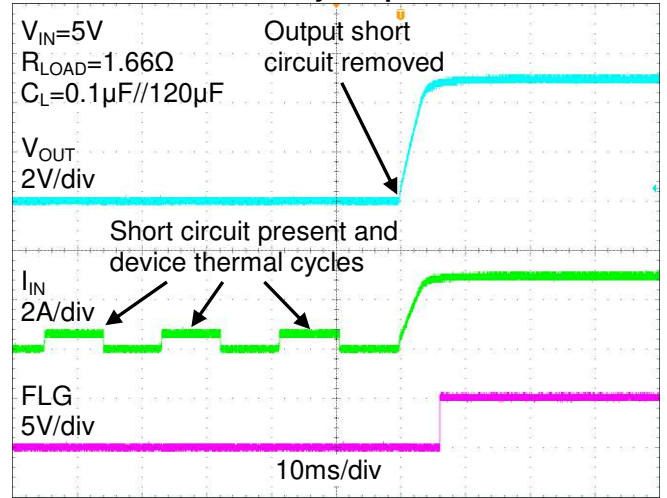 V_IN=5V
R_LOAD=1.66Ω
C_L=0.1µF//120µF
Output short
circuit removed
T
V_OUT
2V/div
Short circuit present and
device thermal cycles
I_IN
2A/div
FLG
5V/div
10ms/div